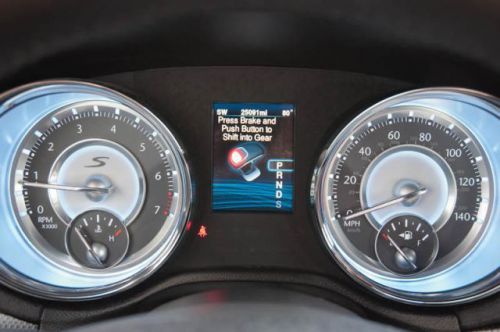 SW 25091mi 80°
Press Brake and
Push Button to
Shift into Gear
P
R
N
D
S
1 2 3 4 5 6 7
S
RPM
X1000
C H
0 20 40 60 80 100 120 140
MPH
E F